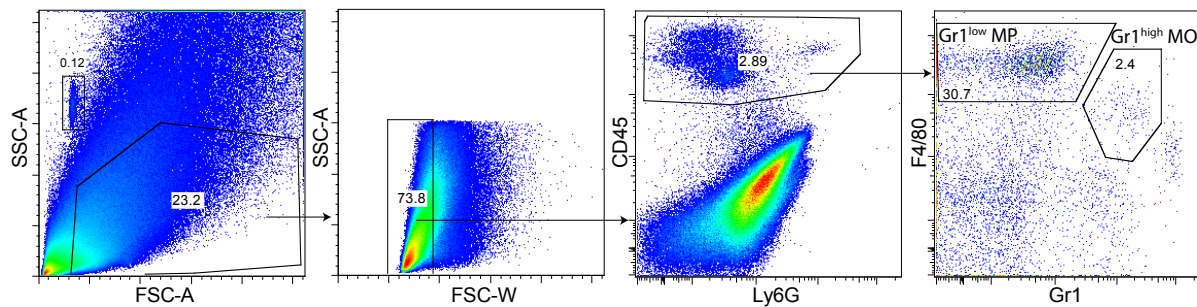 SSC-A
0.12
23.2
FSC-A
SSC-A
73.8
FSC-W
CD45
2.89
Ly6G
F4/80
Gr1low MP
Gr1high MO
2.4
30.7
Gr1